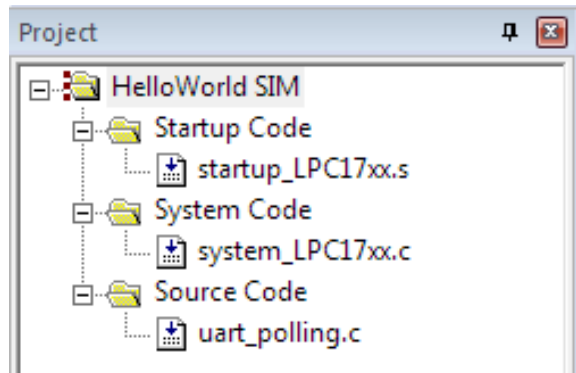 Project
HelloWorld SIM
Startup Code
startup_LPC17xx.s
System Code
system_LPC17xx.c
Source Code
uart_polling.c